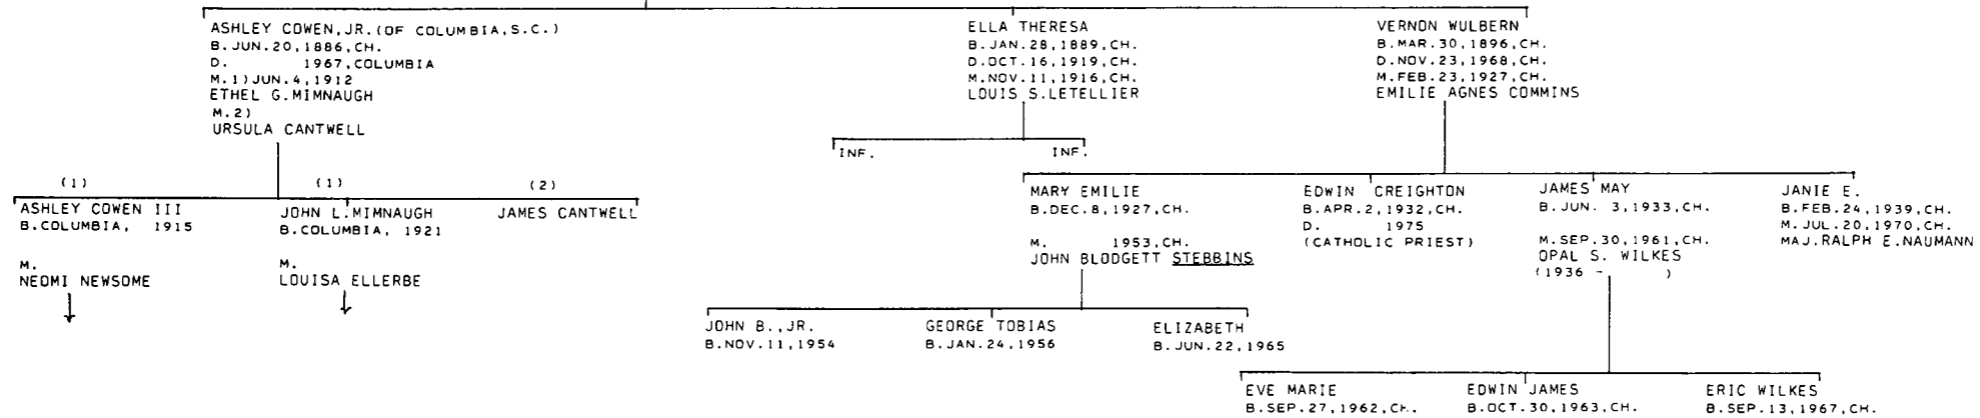 ASHLEY COWEN,JR.(OF COLUMBIA,S.C.)
B.JUN.20,1886,CH.
D. 1967,COLUMBIA
M.1)JUN.4,1912
ETHEL G.MIMNAUGH
M.2)
URSULA CANTWELL
ELLA THERESA
B.JAN.28,1889,CH.
D.OCT.16,1919,CH.
M.NOV.11,1916,CH.
LOUIS S.LETELLIER
VERNON WULBERN
B.MAR.30,1896,CH.
D.NOV.23,1968,CH.
M.FEB.23,1927,CH.
EMILIE AGNES COMMINS
INF.
INF.
(1)
ASHLEY COWEN III
B.COLUMBIA, 1915
M.
NEOMI NEWSOME
(1)
JOHN L.MIMNAUGH
B.COLUMBIA, 1921
M.
LOUISA ELLERBE
(2)
JAMES CANTWELL
MARY EMILIE
B.DEC.8,1927,CH.
M. 1953,CH.
JOHN BLODGETT STEBBINS
EDWIN CREIGHTON
B.APR.2,1932,CH.
D. 1975
(CATHOLIC PRIEST)
JAMES MAY
B.JUN. 3,1933,CH.
M.SEP.30,1961,CH.
OPAL S. WILKES
(1936 - )
JANIE E.
B.FEB.24,1939,CH.
M.JUL.20,1970,CH.
MAJ.RALPH E.NAUMANN
JOHN B.,JR.
B.NOV.11,1954
GEORGE TOBIAS
B.JAN.24,1956
ELIZABETH
B.JUN.22,1965
EVE MARIE
B.SEP.27,1962,CH.
EDWIN JAMES
B.OCT.30,1963,CH.
ERIC WILKES
B.SEP.13,1967,CH.